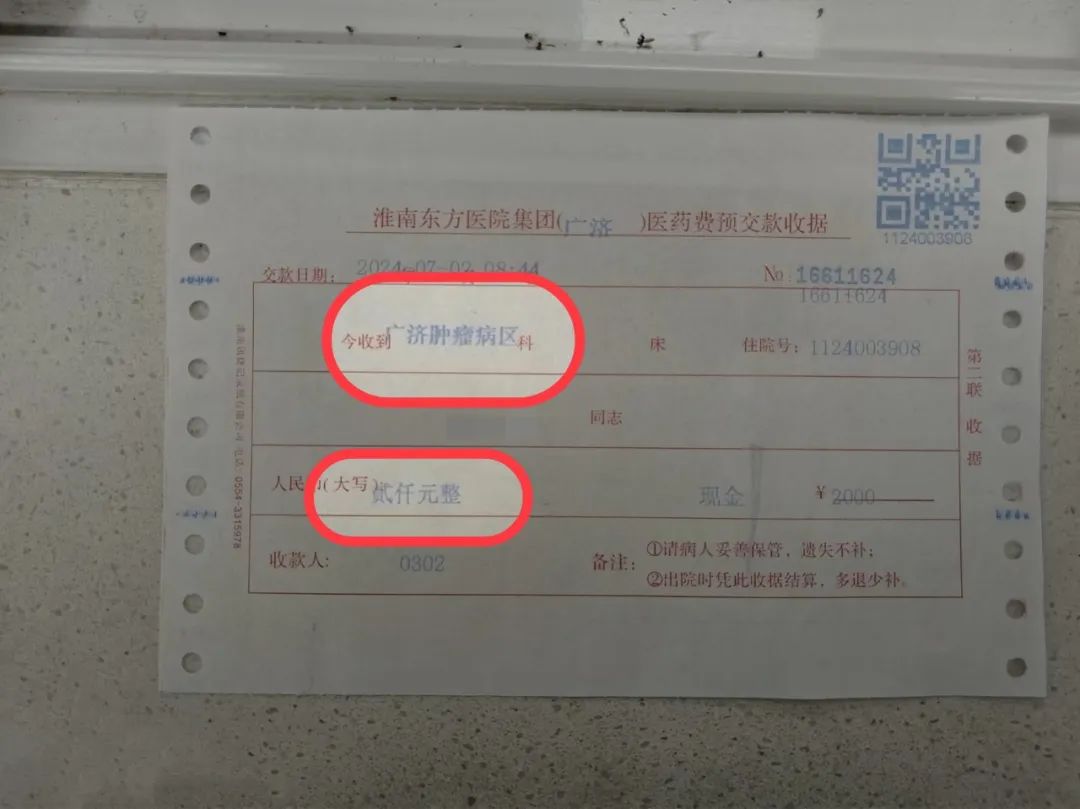 1124003908
淮南东方医院集团(广济 )医药费预交款收据
交款日期: 2024-07-02 08:44 No:16611624
16611624
今收到 广济肿瘤病区科 床 住院号: 1124003908
同志
人民币(大写) 贰仟元整 现金 ¥2000
收款人: 0302 备注: ①请病人妥善保管,遗失不补;
②出院时凭此收据结算,多退少补。
第二联 收据
电话: 0554-3315978